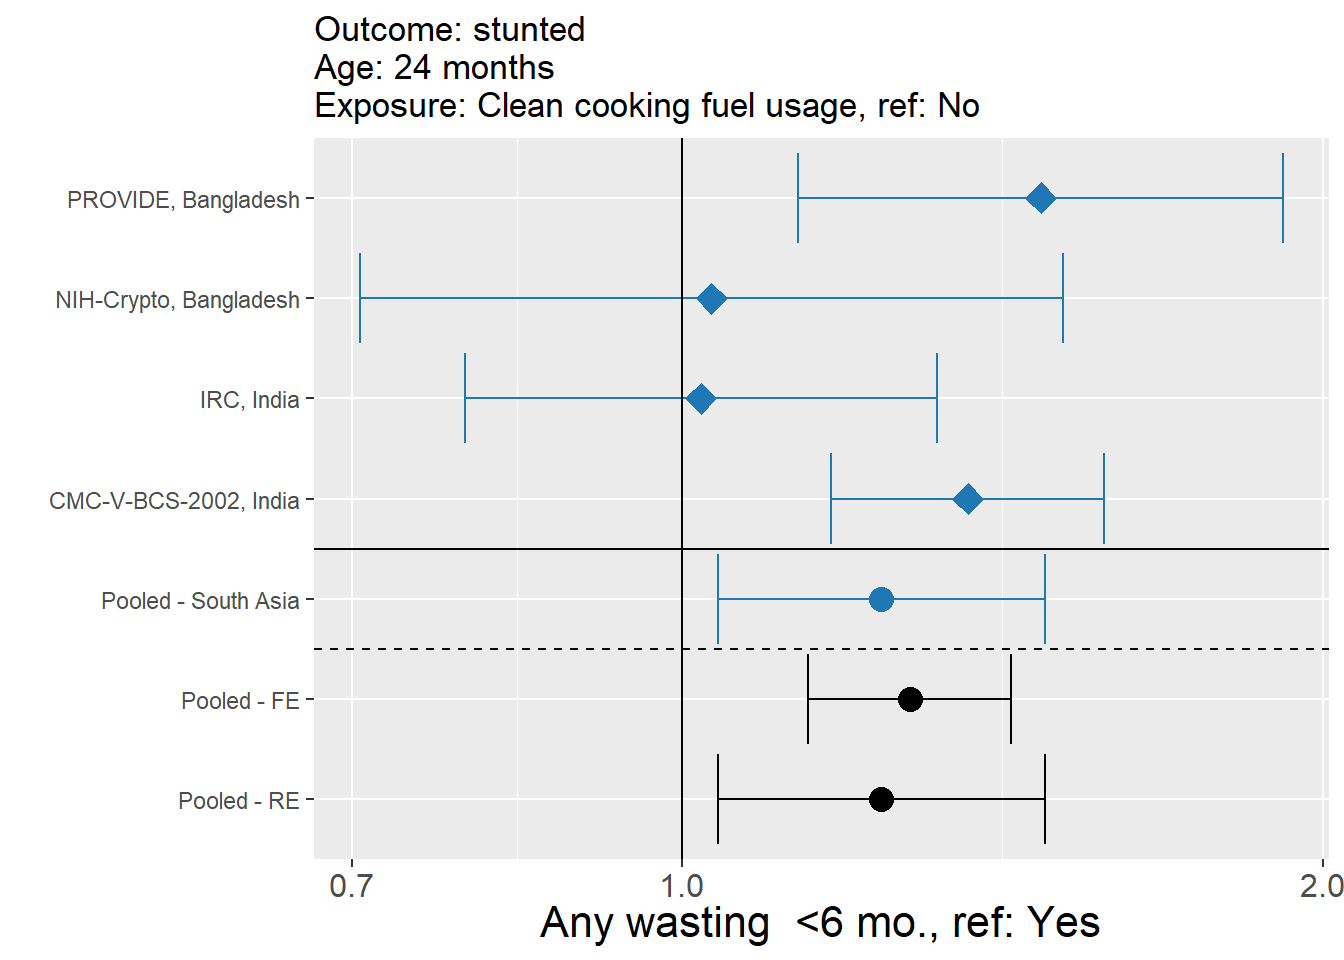 Outcome: stunted
Age: 24 months
Exposure: Clean cooking fuel usage, ref: No
PROVIDE, Bangladesh
NIH-Crypto, Bangladesh
IRC, India
CMC-V-BCS-2002, India
Pooled - South Asia
Pooled - FE
Pooled - RE
0.7 1.0 2.0
Any wasting  <6 mo., ref: Yes